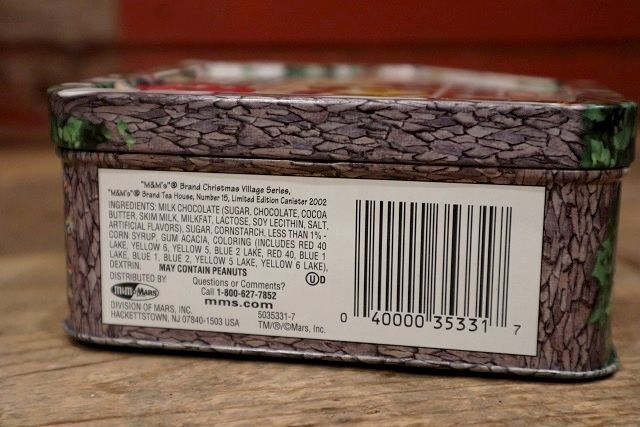 "M&M's"® Brand Christmas Village Series,
"M&M's"® Brand Tea House, Number 15, Limited Edition Canister 2002
INGREDIENTS: MILK CHOCOLATE (SUGAR, CHOCOLATE, COCOA
BUTTER, SKIM MILK, MILKFAT, LACTOSE, SOY LECITHIN, SALT,
ARTIFICIAL FLAVORS), SUGAR, CORNSTARCH, LESS THAN 1% -
CORN SYRUP, GUM ACACIA, COLORING (INCLUDES RED 40
LAKE, YELLOW 6, YELLOW 5, BLUE 2 LAKE, RED 40, BLUE 1
LAKE, BLUE 1, BLUE 2, YELLOW 5 LAKE, YELLOW 6 LAKE),
DEXTRIN. MAY CONTAIN PEANUTS
DISTRIBUTED BY
Questions or Comments?
Call 1-800-627-7852
mms.com
m&m MARS
UD
DIVISION OF MARS, INC.
HACKETTSTOWN, NJ 07840-1503 USA
5035331-7
TM/®/©Mars, Inc.
0 40000 35331 7